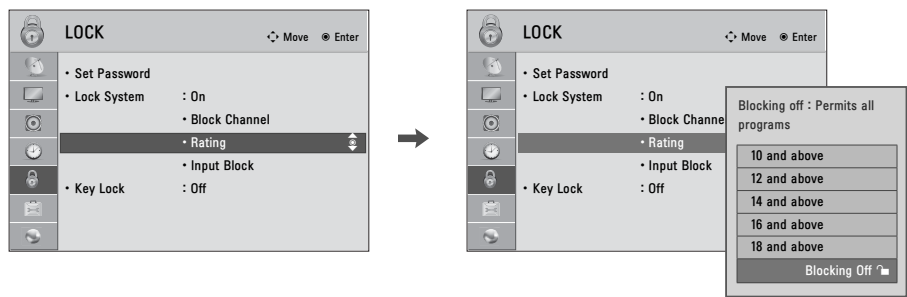 LOCK
Move
Enter
• Set Password
• Lock System : On
• Block Channel
• Rating
• Input Block
• Key Lock : Off
LOCK
Move
Enter
• Set Password
• Lock System : On
• Block Channe
• Rating
• Input Block
• Key Lock : Off
Blocking off : Permits all
programs
10 and above
12 and above
14 and above
16 and above
18 and above
Blocking Off